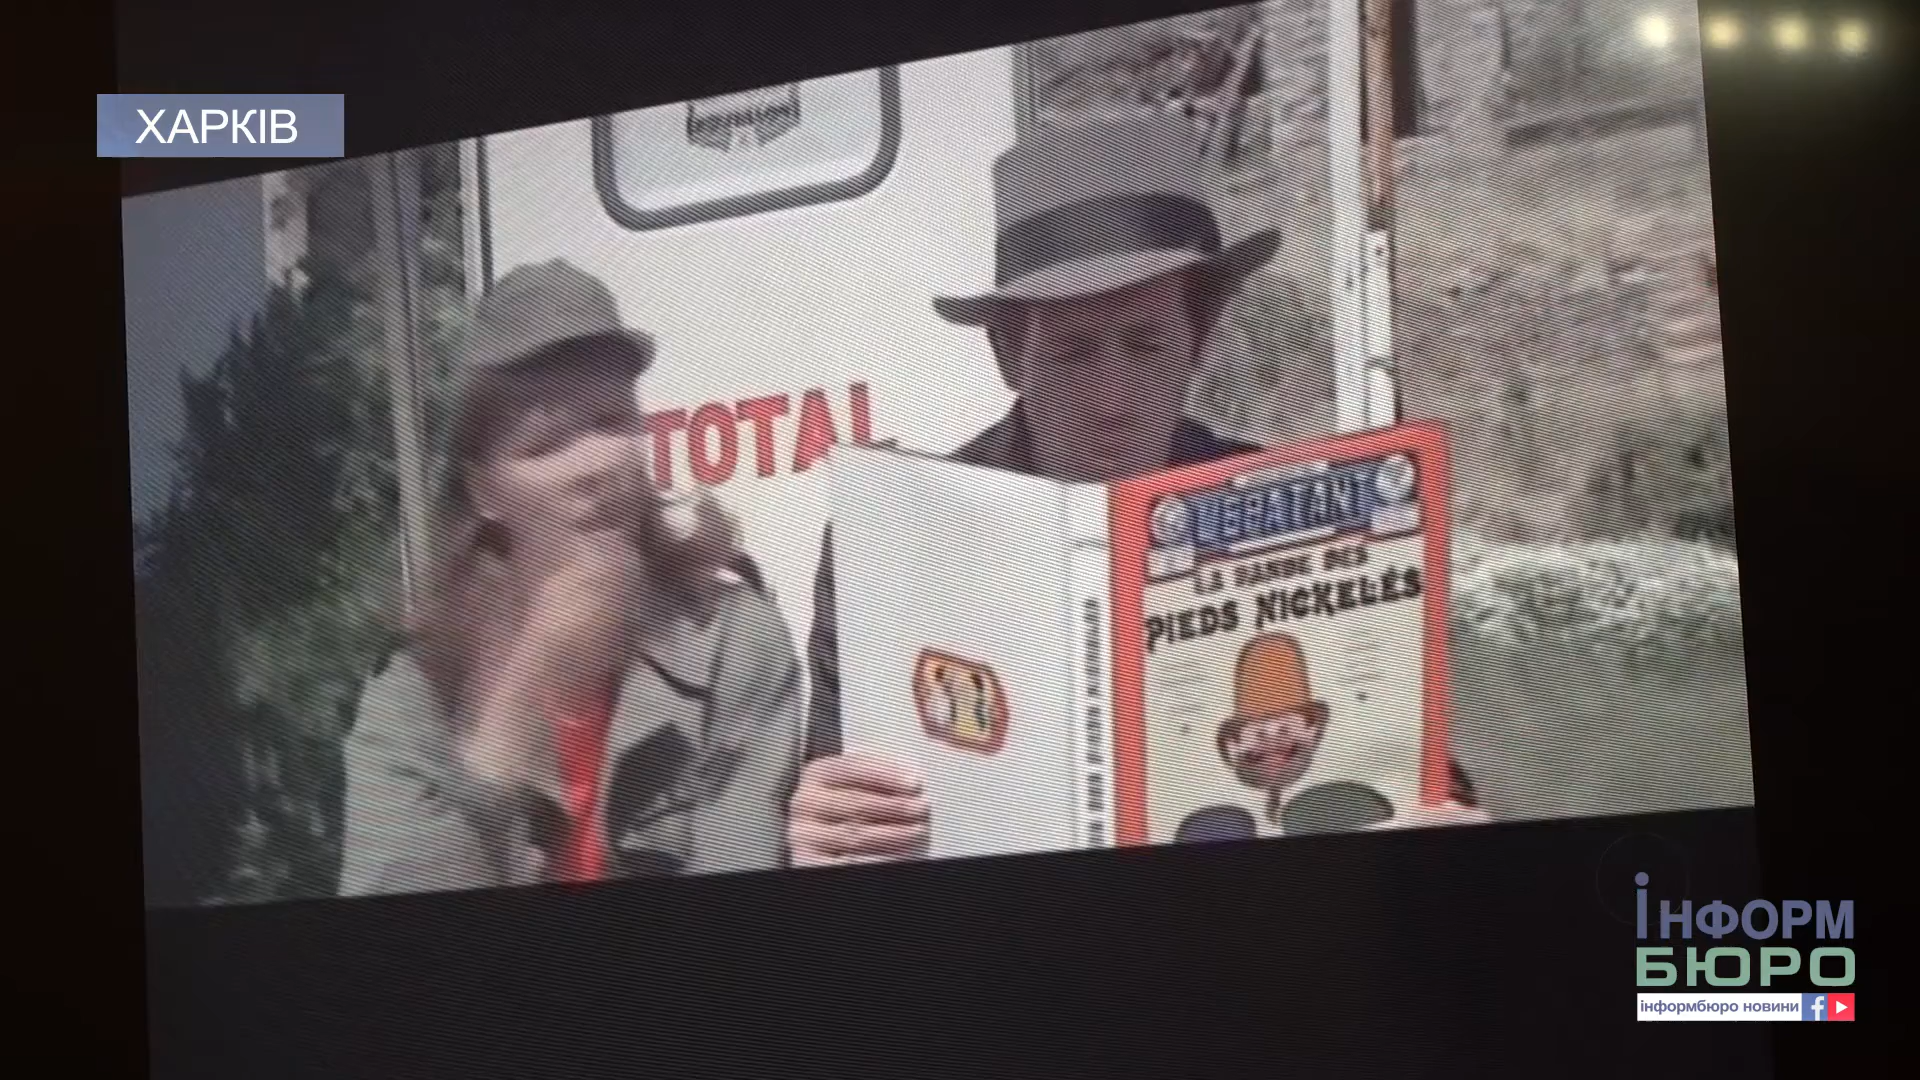 ХАРКІВ
TOTAL
L'EPATANT
LA BANDE DES
PIEDS NICKELÉS
ІНФОРМ
БЮРО
інформбюро новини